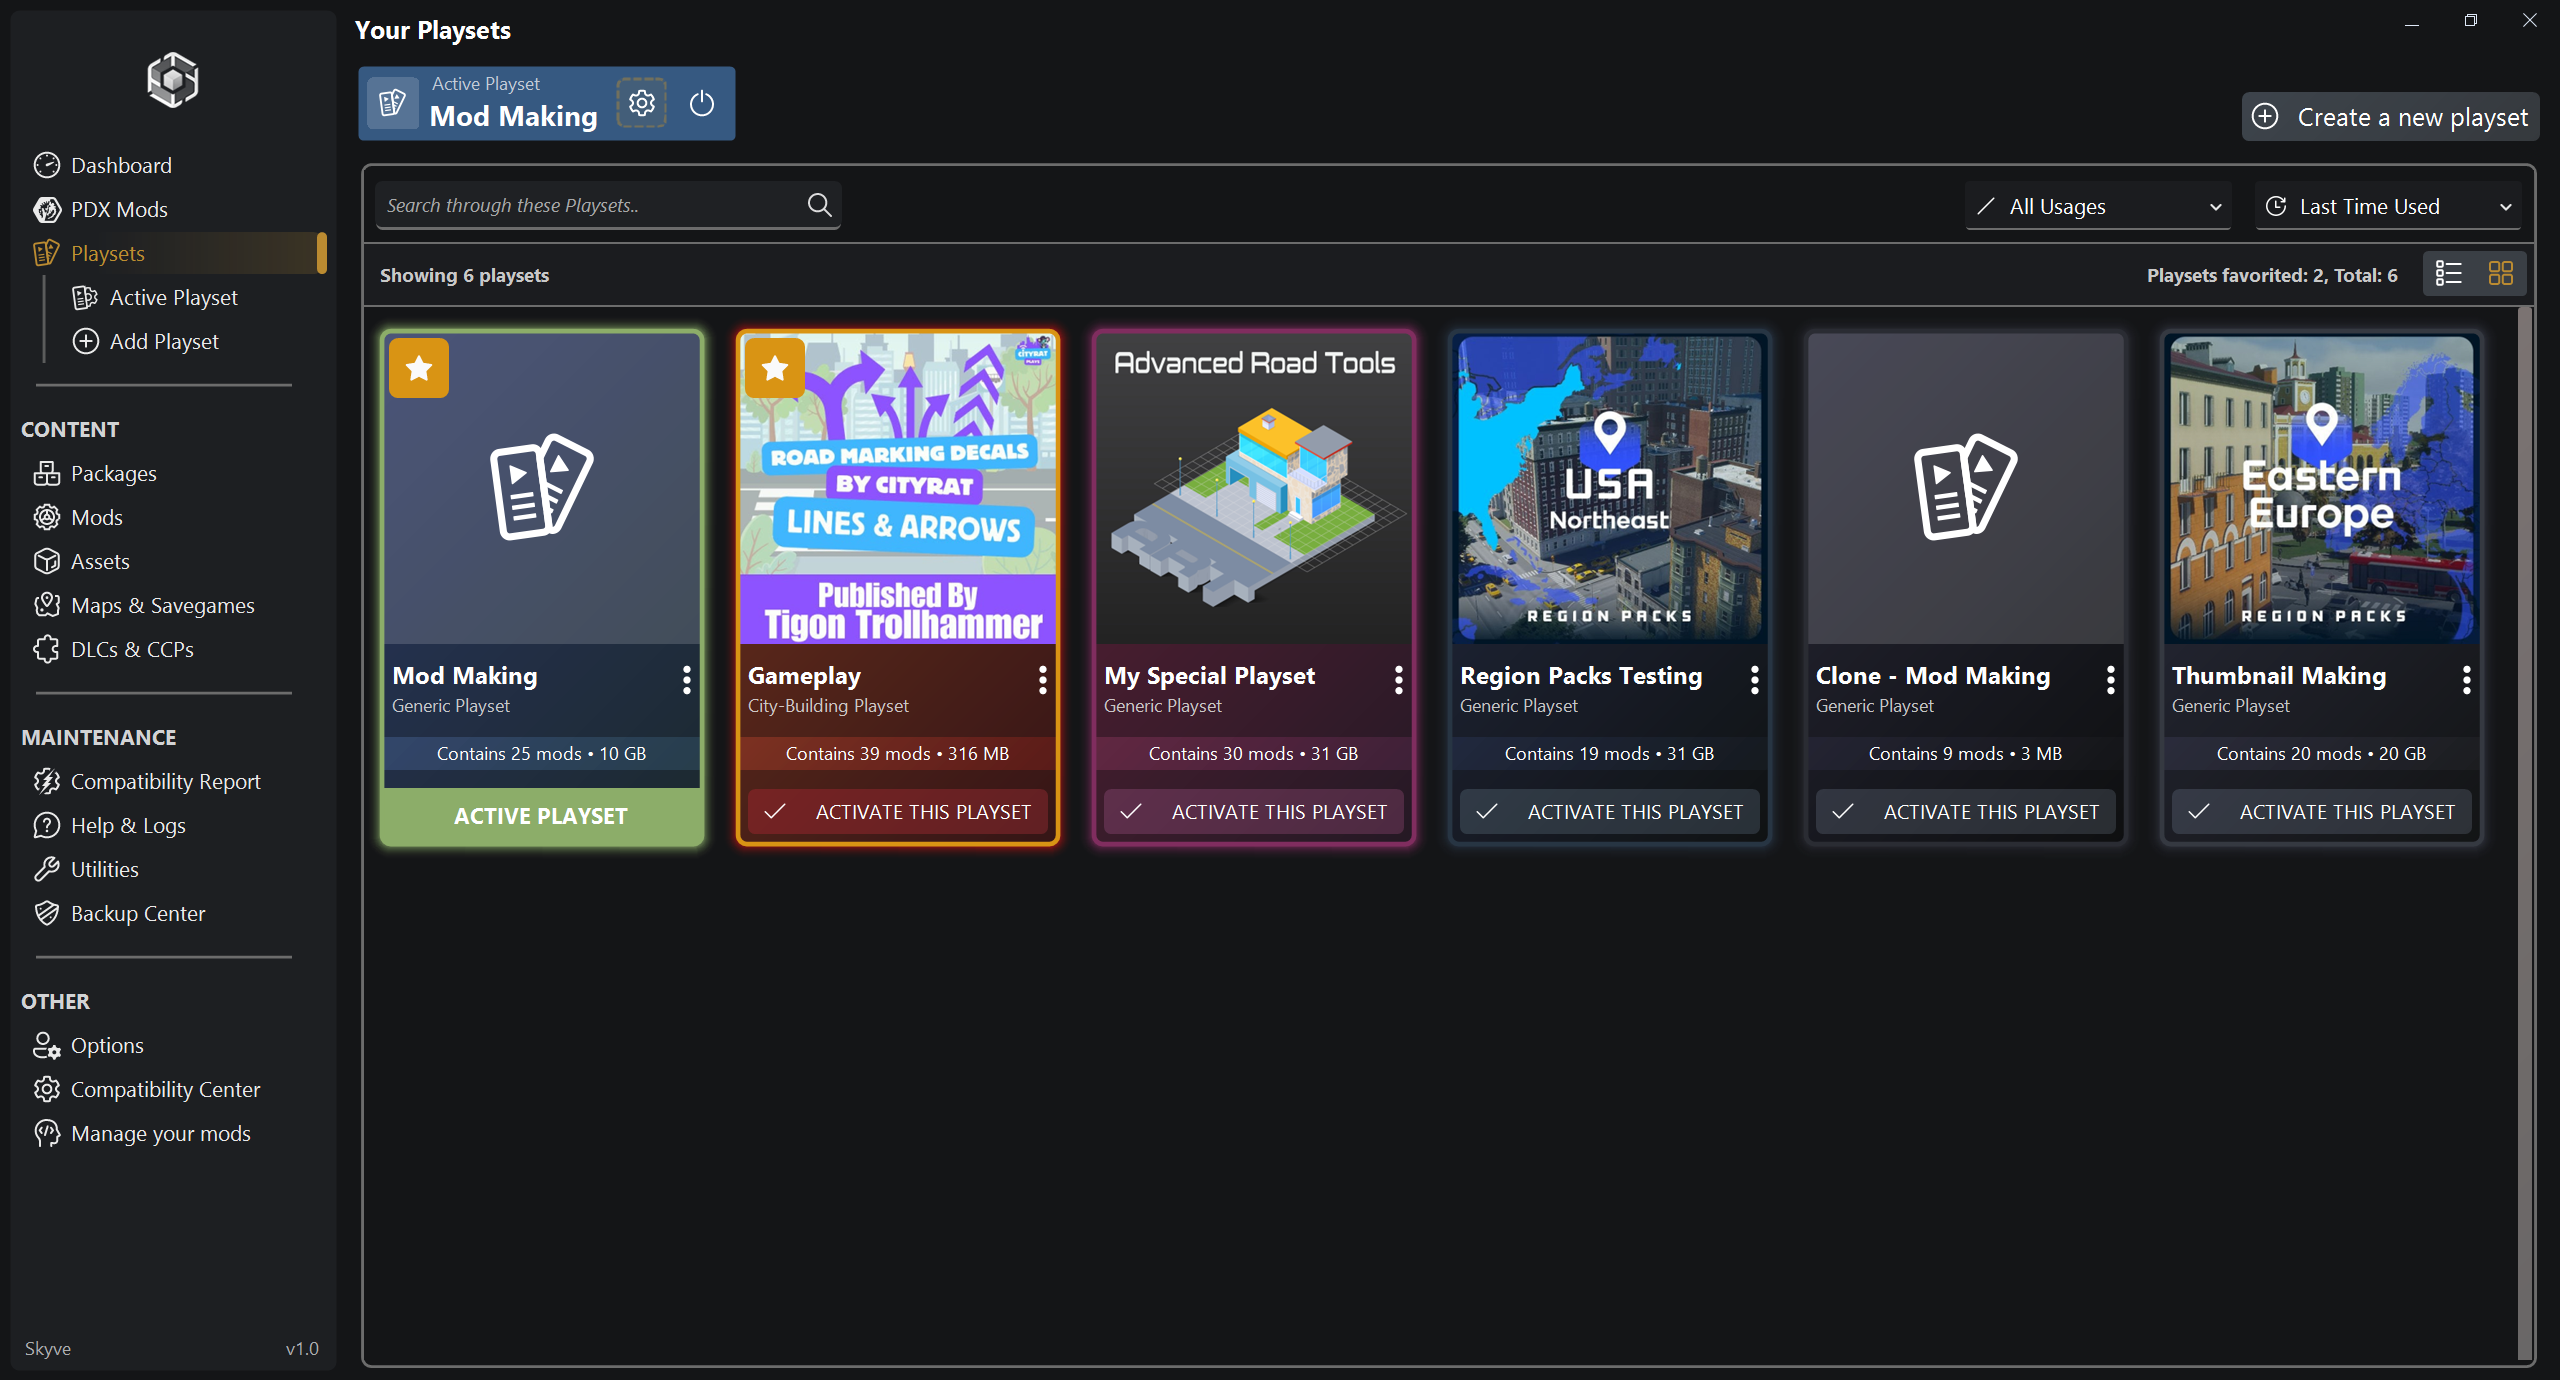 Your Playsets
Active Playset
Mod Making
Create a new playset
Dashboard
PDX Mods
Playsets
Active Playset
Add Playset
CONTENT
Packages
Mods
Assets
Maps & Savegames
DLCs & CCPs
MAINTENANCE
Compatibility Report
Help & Logs
Utilities
Backup Center
OTHER
Options
Compatibility Center
Manage your mods
Skyve
v1.0
Search through these Playsets..
All Usages
Last Time Used
Showing 6 playsets
Playsets favorited: 2, Total: 6
Mod Making
Generic Playset
Contains 25 mods • 10 GB
ACTIVE PLAYSET
CITYRAT
PLAYS
ROAD MARKING DECALS
BY CITYRAT
LINES & ARROWS
Published By
Tigon Trollhammer
Gameplay
City-Building Playset
Contains 39 mods • 316 MB
ACTIVATE THIS PLAYSET
Advanced Road Tools
My Special Playset
Generic Playset
Contains 30 mods • 31 GB
ACTIVATE THIS PLAYSET
USA
Northeast
REGION PACKS
Region Packs Testing
Generic Playset
Contains 19 mods • 31 GB
ACTIVATE THIS PLAYSET
Clone - Mod Making
Generic Playset
Contains 9 mods • 3 MB
ACTIVATE THIS PLAYSET
Eastern
Europe
REGION PACKS
Thumbnail Making
Generic Playset
Contains 20 mods • 20 GB
ACTIVATE THIS PLAYSET